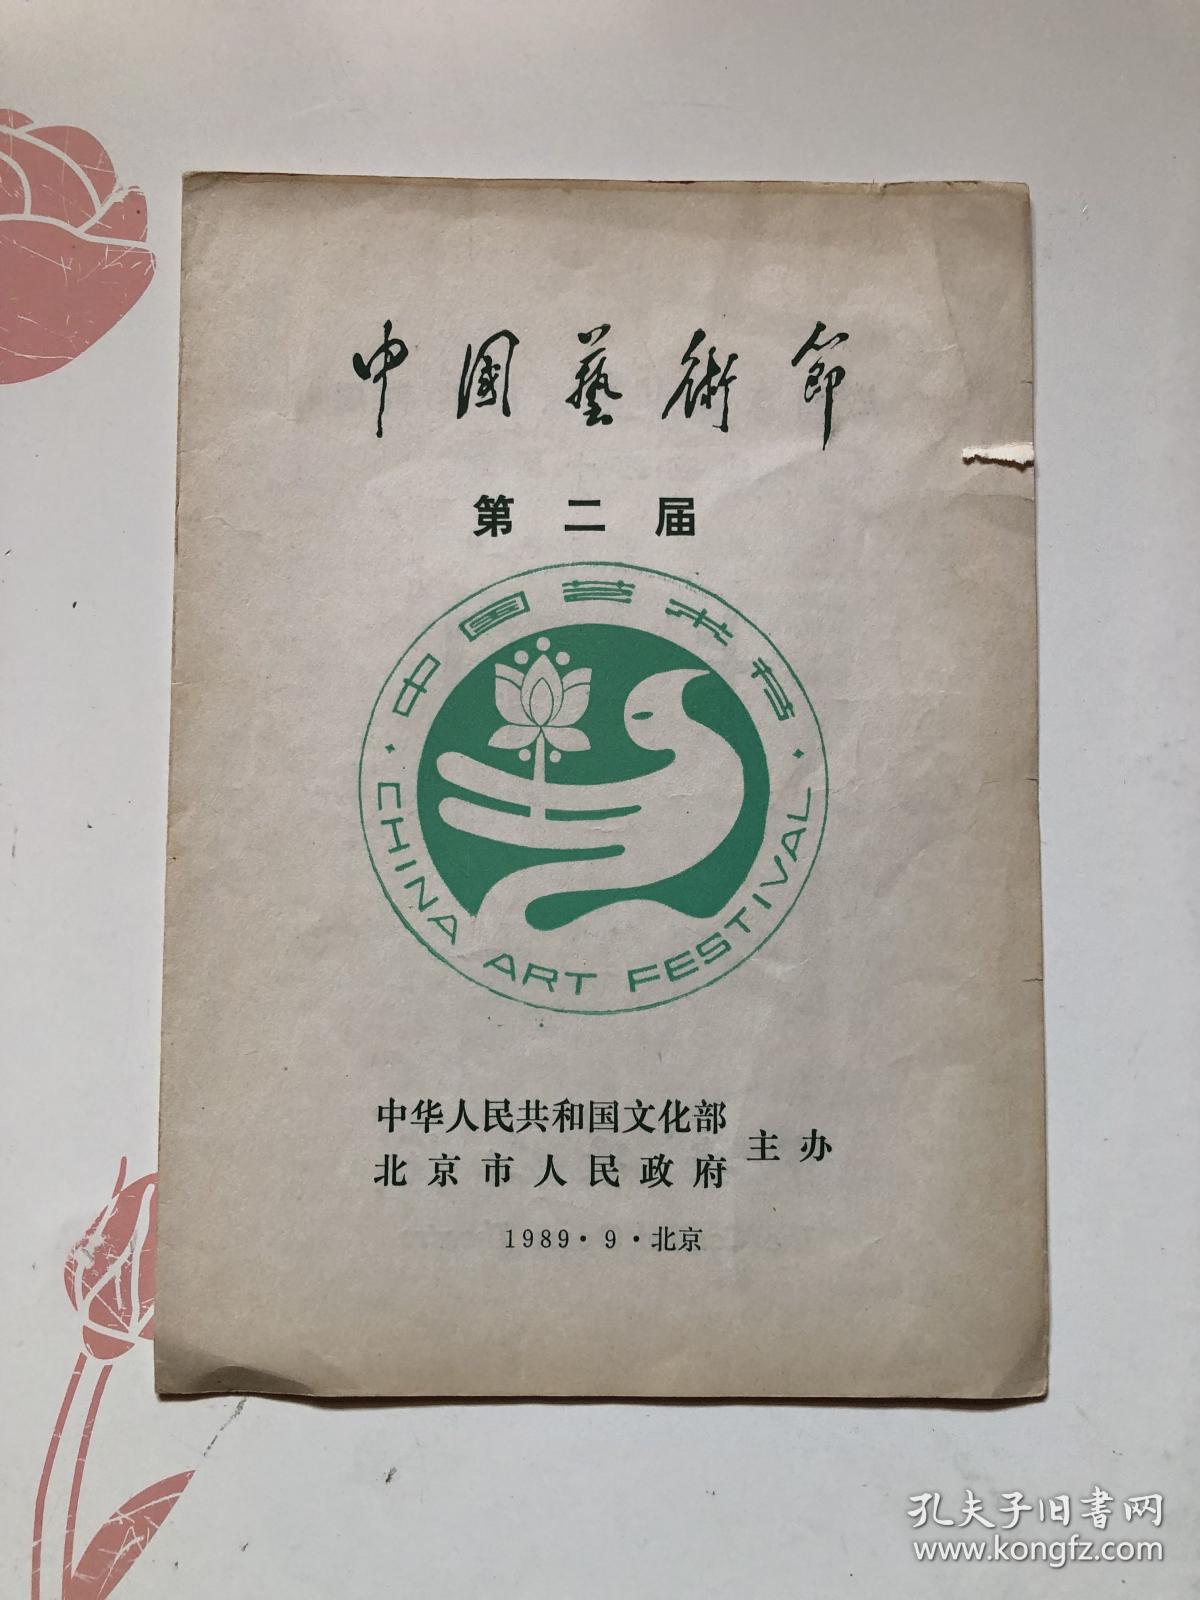 中国藝術節
第二届
·中国艺术节·
CHINA ART FESTIVAL
中华人民共和国文化部
北京市人民政府
主办
1989·9·北京
孔夫子旧书网
www.kongfz.com